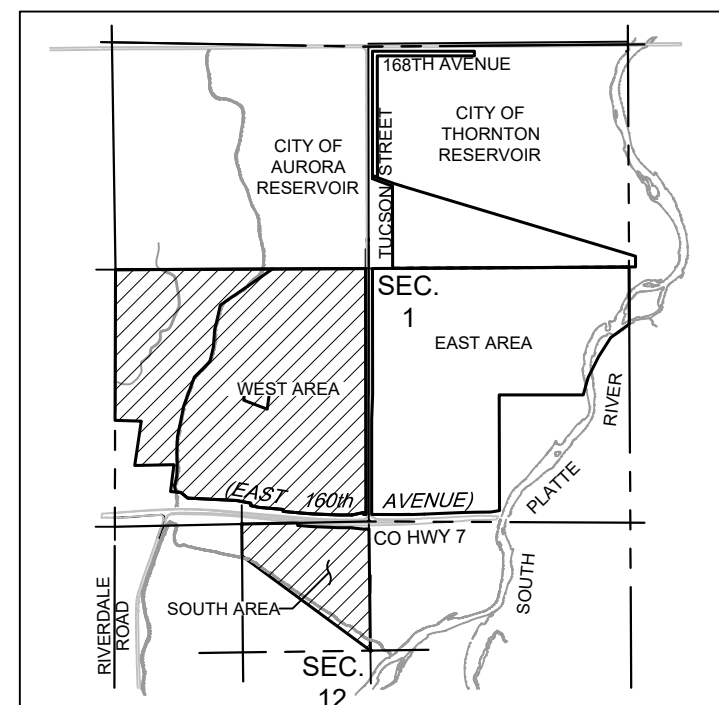 168TH AVENUE
CITY OF
AURORA
RESERVOIR
CITY OF
THORNTON
RESERVOIR
TUCSON STREET
SEC.
1
EAST AREA
WEST AREA
RIVER
PLATTE
SOUTH
(EAST 160th AVENUE)
CO HWY 7
SOUTH AREA
RIVERDALE
ROAD
SEC.
12